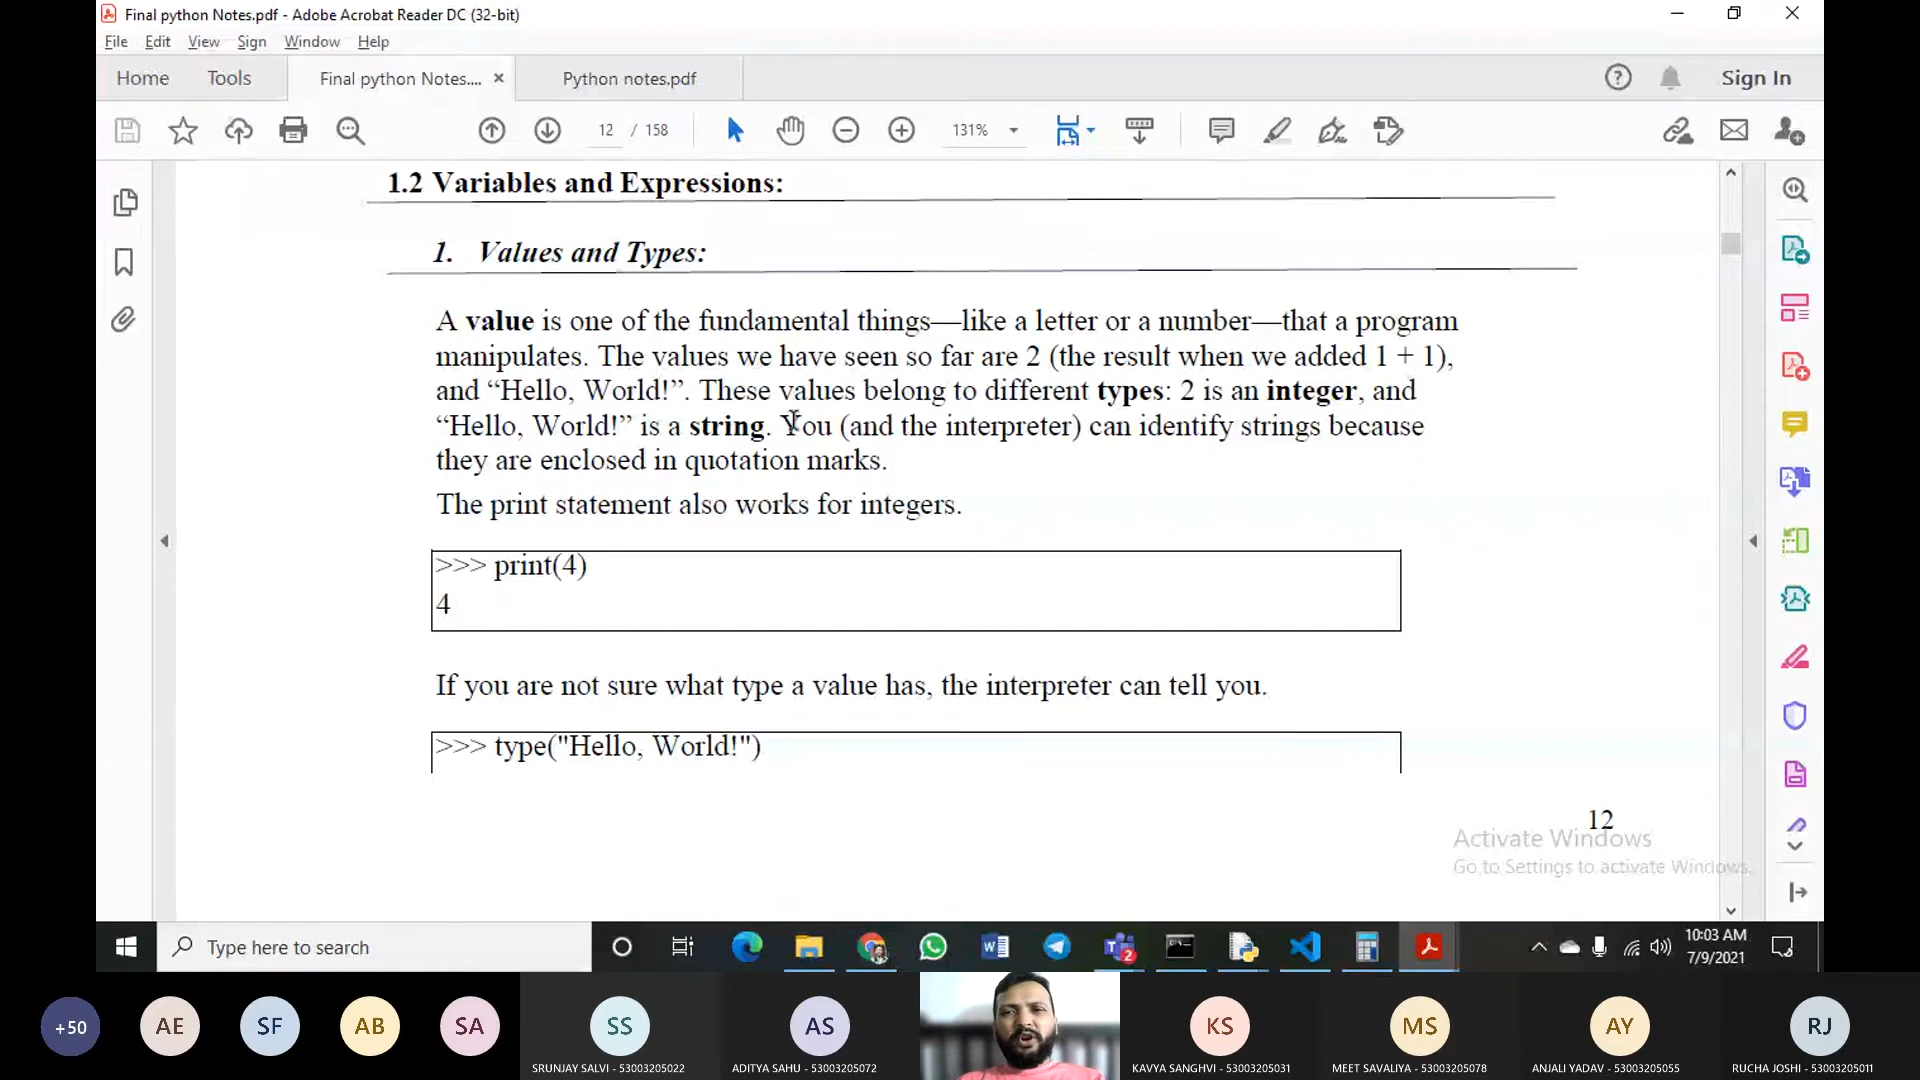 Final python Notes.pdf - Adobe Acrobat Reader DC (32-bit)
File Edit View Sign Window Help
Home Tools Final python Notes.... × Python notes.pdf Sign In
12 / 158 131%
1.2 Variables and Expressions:
1. Values and Types:
A value is one of the fundamental things—like a letter or a number—that a program
manipulates. The values we have seen so far are 2 (the result when we added 1 + 1),
and “Hello, World!”. These values belong to different types: 2 is an integer, and
“Hello, World!” is a string. You (and the interpreter) can identify strings because
they are enclosed in quotation marks.
The print statement also works for integers.
>>> print(4)
4
If you are not sure what type a value has, the interpreter can tell you.
>>> type("Hello, World!")
12
Activate Windows
Go to Settings to activate Windows.
Type here to search
2
10:03 AM
7/9/2021
+50 AE SF AB SA SS AS KS MS AY RJ
SRUNJAY SALVI - 53003205022 ADITYA SAHU - 53003205072 KAVYA SANGHVI - 53003205031 MEET SAVALIYA - 53003205078 ANJALI YADAV - 53003205055 RUCHA JOSHI - 53003205011